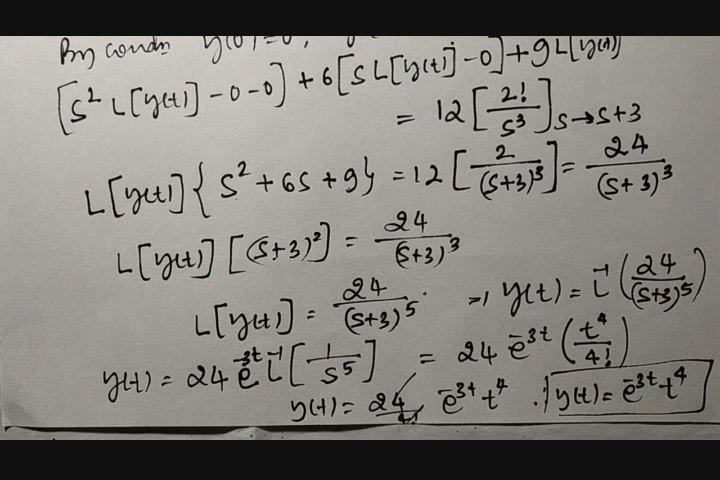 By condn y(0)=0,
[s² L[y(t)] -0-0] + 6[s L[y(t)] -0] + 9L[y(t)]
= 12 [2!/s³] s→s+3
L[y(t)] { s² + 6s + 9 } = 12 [2/(s+3)³] = 24/(s+3)³
L[y(t)] [(s+3)²] = 24/(s+3)³
L[y(t)] = 24/(s+3)⁵ ⇒ y(t) = L⁻¹(24/(s+3)⁵)
y(t) = 24 e⁻³ᵗ L⁻¹[1/s⁵] = 24 e⁻³ᵗ (t⁴/4!)
y(t) = 24/4! e⁻³ᵗ t⁴ . y(t) = e⁻³ᵗ t⁴